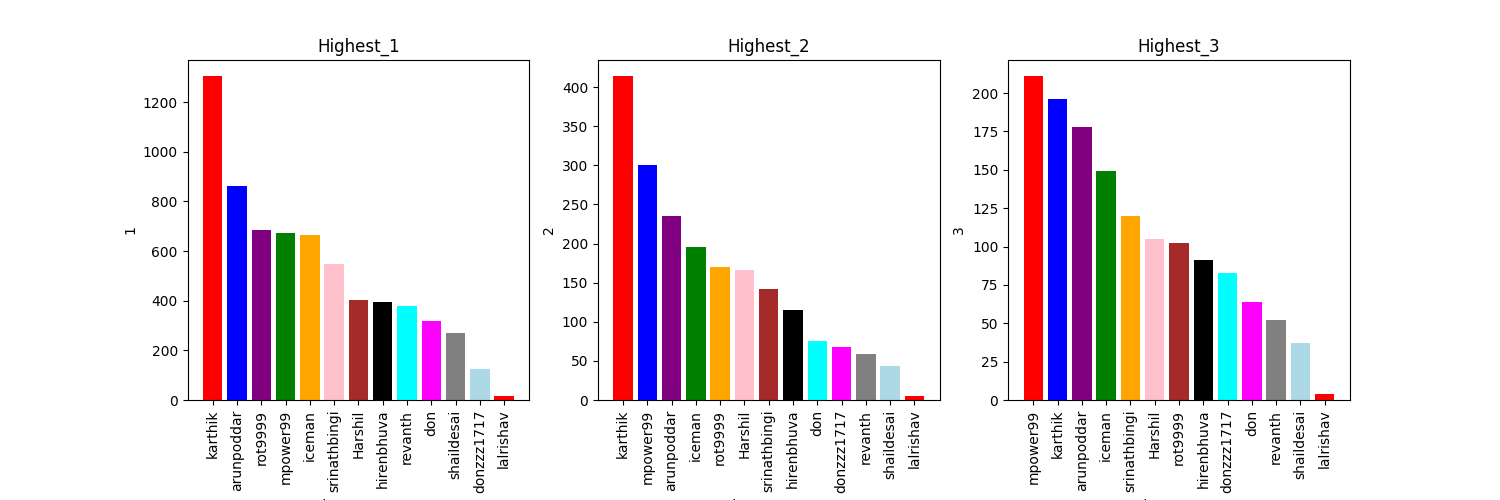 Highest_1
1
1200
1000
800
600
400
200
0
karthik
arunpoddar
rot9999
mpower99
iceman
srinathbingi
Harshil
hirenbhuva
revanth
don
shaildesai
donzzz1717
lalrishav
Highest_2
2
400
350
300
250
200
150
100
50
0
karthik
mpower99
arunpoddar
iceman
rot9999
Harshil
srinathbingi
hirenbhuva
don
donzzz1717
revanth
shaildesai
lalrishav
Highest_3
3
200
175
150
125
100
75
50
25
0
mpower99
karthik
arunpoddar
iceman
srinathbingi
Harshil
rot9999
hirenbhuva
donzzz1717
don
revanth
shaildesai
lalrishav